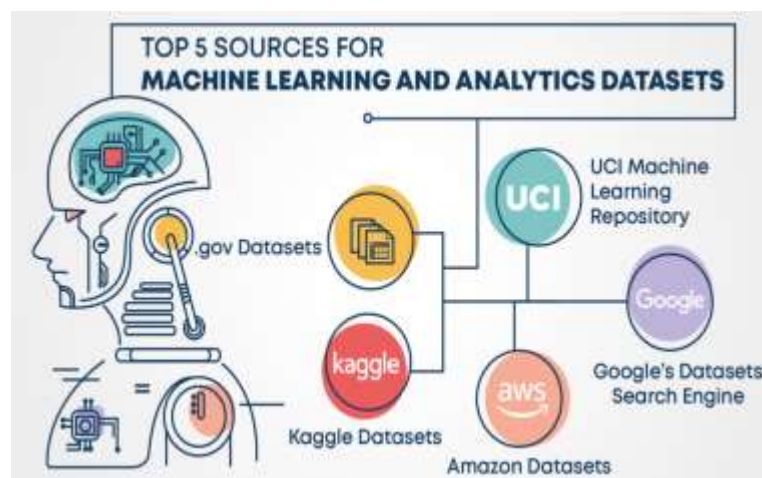 TOP 5 SOURCES FOR
MACHINE LEARNING AND ANALYTICS DATASETS
UCI
UCI Machine
Learning
Repository
.gov Datasets
Google
Google's Datasets
Search Engine
kaggle
Kaggle Datasets
aws
Amazon Datasets